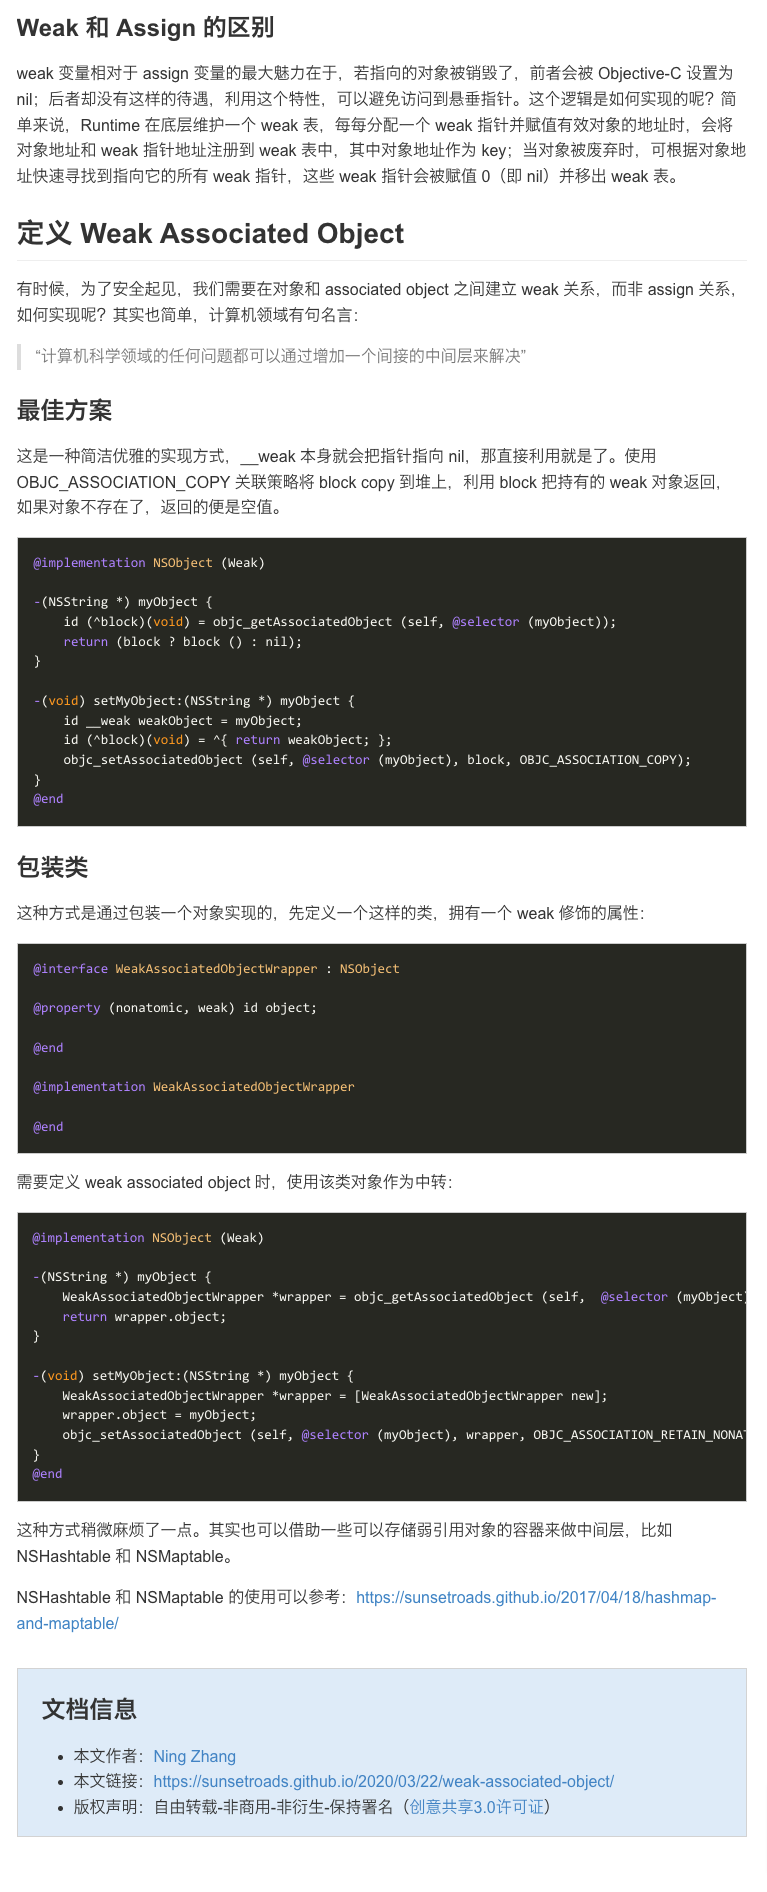 Weak 和 Assign 的区别
weak 变量相对于 assign 变量的最大魅力在于，若指向的对象被销毁了，前者会被 Objective-C 设置为
nil；后者却没有这样的待遇，利用这个特性，可以避免访问到悬垂指针。这个逻辑是如何实现的呢？简
单来说，Runtime 在底层维护一个 weak 表，每每分配一个 weak 指针并赋值有效对象的地址时，会将
对象地址和 weak 指针地址注册到 weak 表中，其中对象地址作为 key；当对象被废弃时，可根据对象地
址快速寻找到指向它的所有 weak 指针，这些 weak 指针会被赋值 0（即 nil）并移出 weak 表。
定义 Weak Associated Object
有时候，为了安全起见，我们需要在对象和 associated object 之间建立 weak 关系，而非 assign 关系，
如何实现呢？其实也简单，计算机领域有句名言：
“计算机科学领域的任何问题都可以通过增加一个间接的中间层来解决”
最佳方案
这是一种简洁优雅的实现方式，__weak 本身就会把指针指向 nil，那直接利用就是了。使用
OBJC_ASSOCIATION_COPY 关联策略将 block copy 到堆上，利用 block 把持有的 weak 对象返回，
如果对象不存在了，返回的便是空值。
@implementation NSObject (Weak)
-(NSString *) myObject {
    id (^block)(void) = objc_getAssociatedObject (self, @selector (myObject));
    return (block ? block () : nil);
}
-(void) setMyObject:(NSString *) myObject {
    id __weak weakObject = myObject;
    id (^block)(void) = ^{ return weakObject; };
    objc_setAssociatedObject (self, @selector (myObject), block, OBJC_ASSOCIATION_COPY);
}
@end
包装类
这种方式是通过包装一个对象实现的，先定义一个这样的类，拥有一个 weak 修饰的属性：
@interface WeakAssociatedObjectWrapper : NSObject
@property (nonatomic, weak) id object;
@end
@implementation WeakAssociatedObjectWrapper
@end
需要定义 weak associated object 时，使用该类对象作为中转：
@implementation NSObject (Weak)
-(NSString *) myObject {
    WeakAssociatedObjectWrapper *wrapper = objc_getAssociatedObject (self,  @selector (myObject)
    return wrapper.object;
}
-(void) setMyObject:(NSString *) myObject {
    WeakAssociatedObjectWrapper *wrapper = [WeakAssociatedObjectWrapper new];
    wrapper.object = myObject;
    objc_setAssociatedObject (self, @selector (myObject), wrapper, OBJC_ASSOCIATION_RETAIN_NONAT
}
@end
这种方式稍微麻烦了一点。其实也可以借助一些可以存储弱引用对象的容器来做中间层，比如
NSHashtable 和 NSMaptable。
NSHashtable 和 NSMaptable 的使用可以参考：https://sunsetroads.github.io/2017/04/18/hashmap-
and-maptable/
文档信息
• 本文作者：Ning Zhang
• 本文链接：https://sunsetroads.github.io/2020/03/22/weak-associated-object/
• 版权声明：自由转载-非商用-非衍生-保持署名（创意共享3.0许可证）